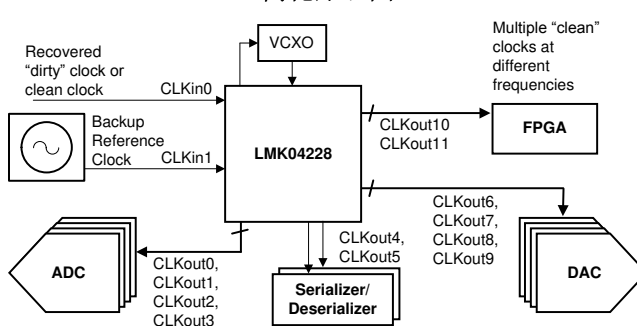 VCXO
Recovered
"dirty" clock or
clean clock
CLKin0
Multiple "clean"
clocks at
different
frequencies
Backup
Reference
Clock
CLKin1
LMK04228
CLKout10
CLKout11
FPGA
CLKout6,
CLKout7,
CLKout8,
CLKout9
DAC
ADC
CLKout0,
CLKout1,
CLKout2,
CLKout3
CLKout4,
CLKout5
Serializer/
Deserializer